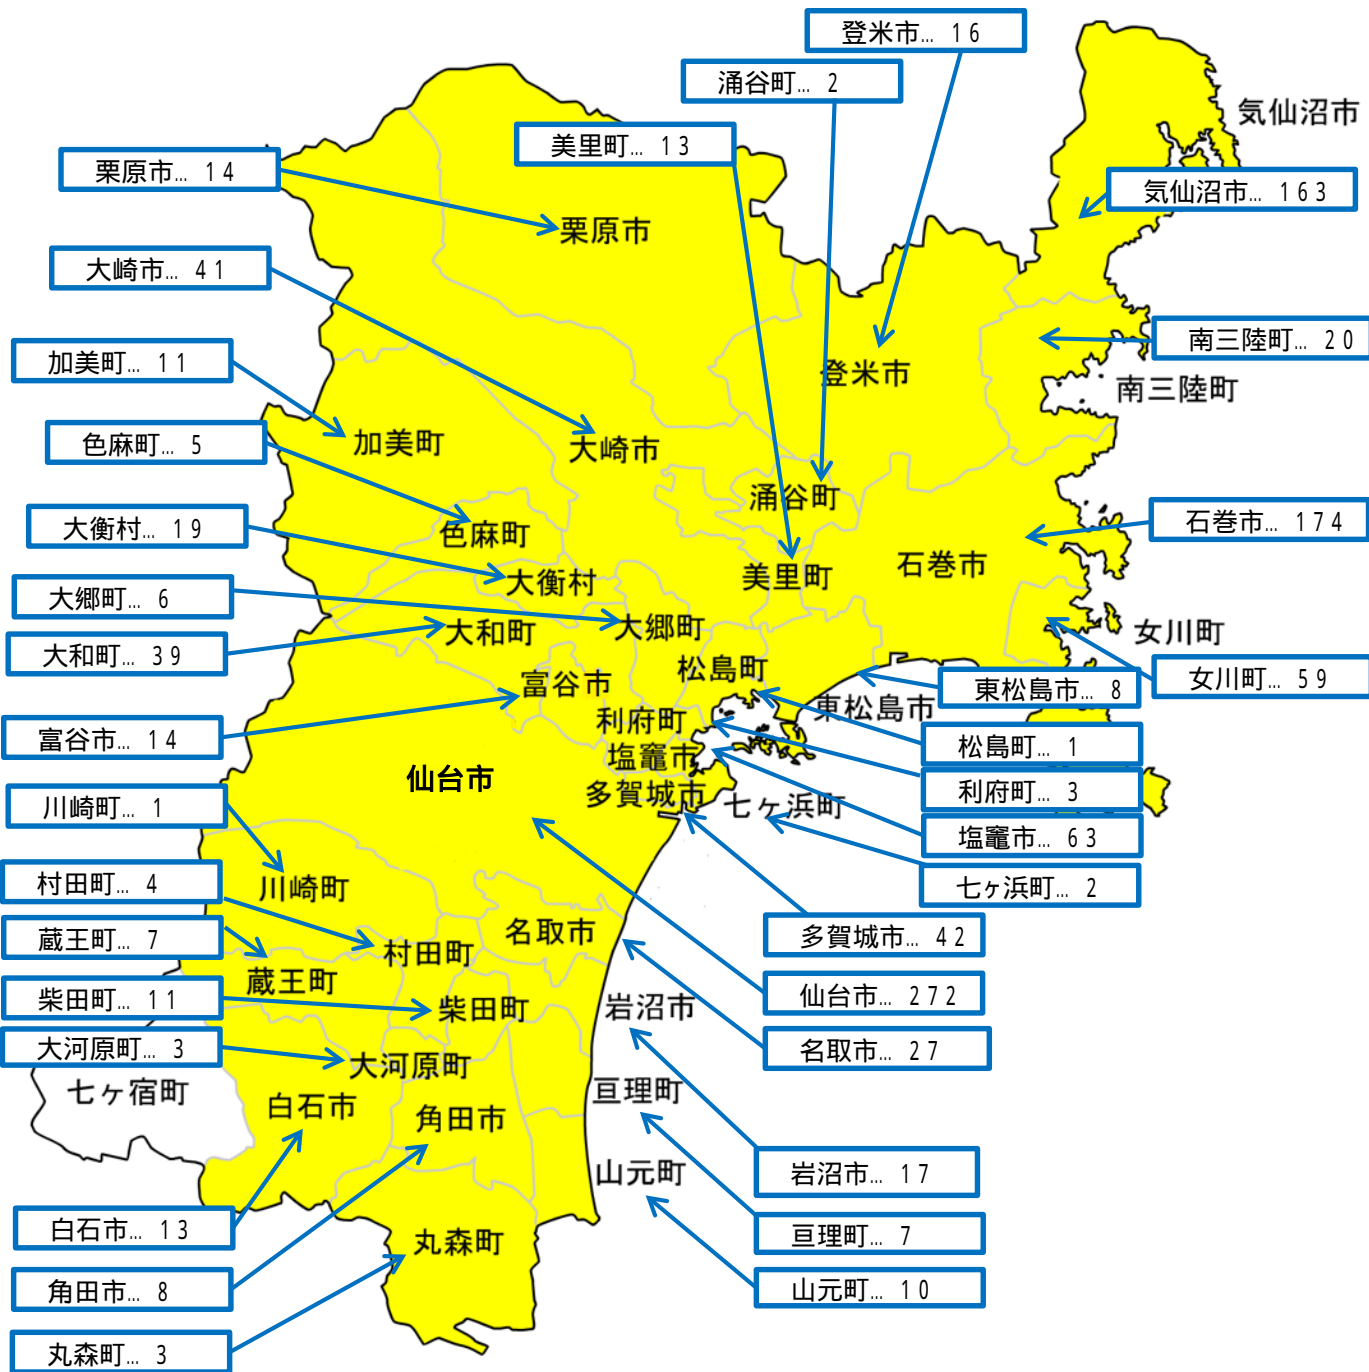 登米市… 16
涌谷町… 2
気仙沼市
美里町… 13
栗原市… 14
気仙沼市… 163
栗原市
大崎市… 41
南三陸町… 20
加美町… 11
登米市
南三陸町
色麻町… 5
加美町
大崎市
涌谷町
大衡村… 19
石巻市… 174
色麻町
石巻市
大衡村
美里町
大郷町… 6
大郷町
大和町
女川町
大和町… 39
松島町
富谷市
東松島市… 8
女川町… 59
東松島市
利府町
富谷市… 14
松島町… 1
塩竈市
仙台市
利府町… 3
多賀城市
七ヶ浜町
川崎町… 1
塩竈市… 63
村田町… 4
川崎町
七ヶ浜町… 2
蔵王町… 7
名取市
多賀城市… 42
村田町
蔵王町
柴田町… 11
仙台市… 272
柴田町
岩沼市
大河原町… 3
名取市… 27
大河原町
七ヶ宿町
亘理町
白石市
角田市
山元町
岩沼市… 17
白石市… 13
亘理町… 7
丸森町
角田市… 8
山元町… 10
丸森町… 3